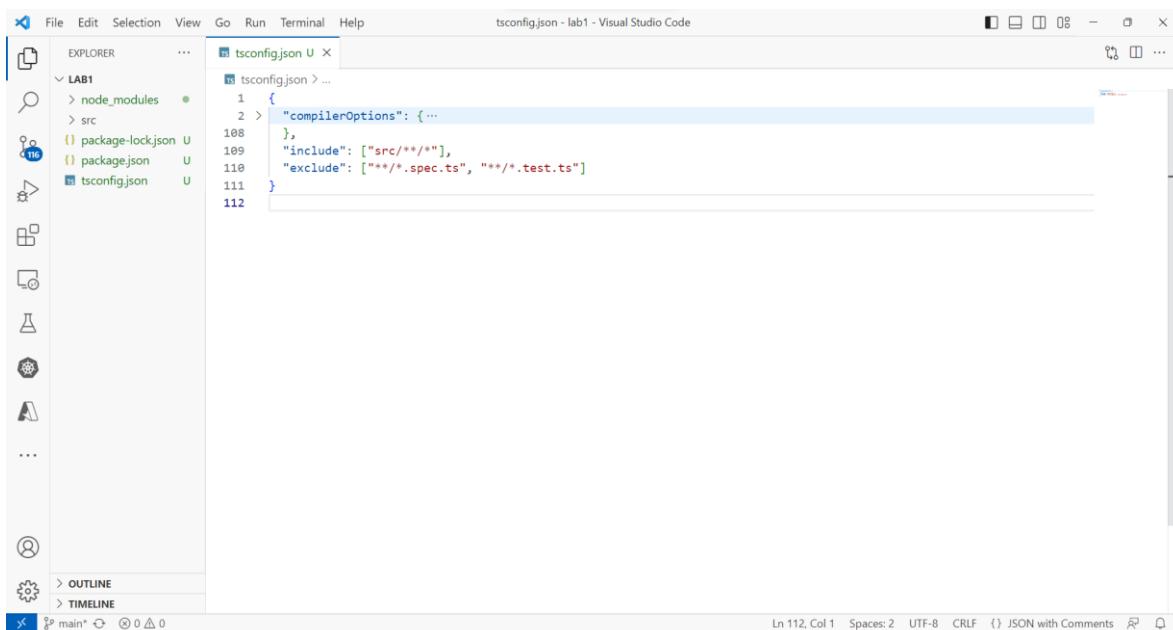 File Edit Selection View Go Run Terminal Help
tsconfig.json - lab1 - Visual Studio Code
EXPLORER ...
LAB1
> node_modules
> src
{} package-lock.json U
{} package.json U
TS tsconfig.json U
> OUTLINE
> TIMELINE
116
TS tsconfig.json U ×
TS tsconfig.json > ...
1 {
2 > "compilerOptions": { ...
108 },
109 "include": ["src/**/*"],
110 "exclude": ["**/*.spec.ts", "**/*.test.ts"]
111 }
112
main* 0 0
Ln 112, Col 1 Spaces: 2 UTF-8 CRLF {} JSON with Comments